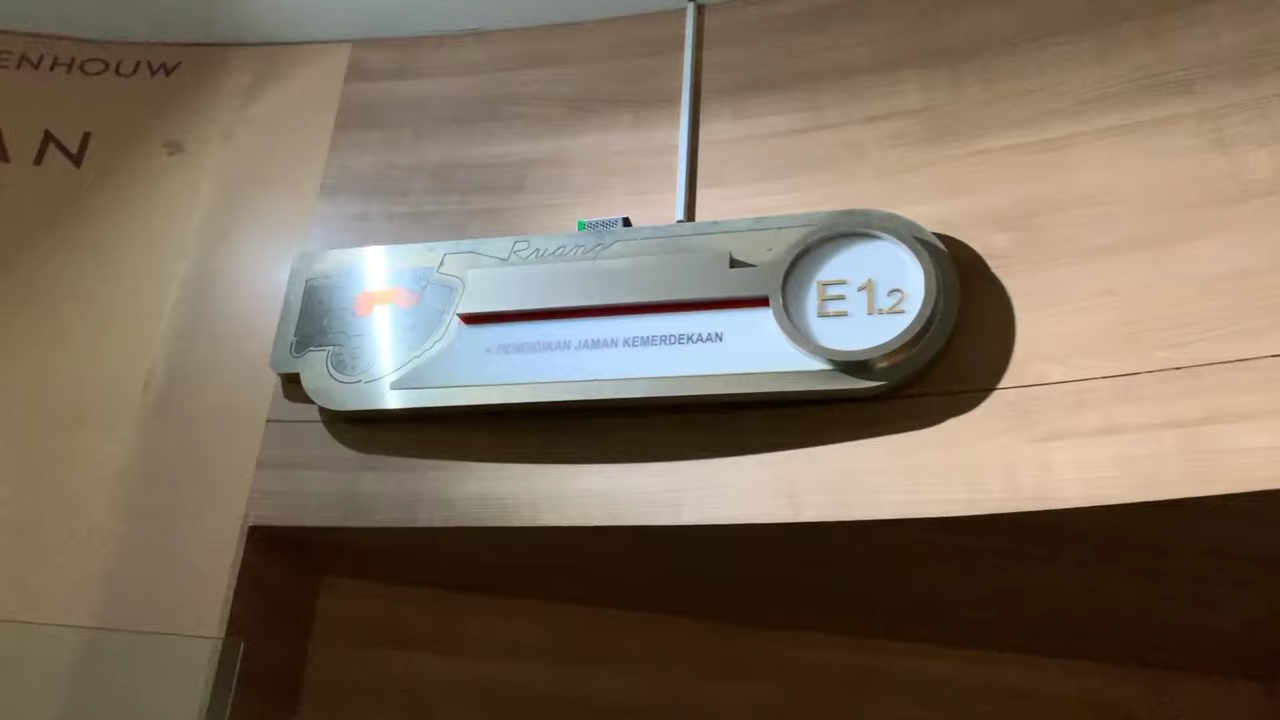 ENHOUW
AN
Ruang
E1.2
• PENDIDIKAN JAMAN KEMERDEKAAN